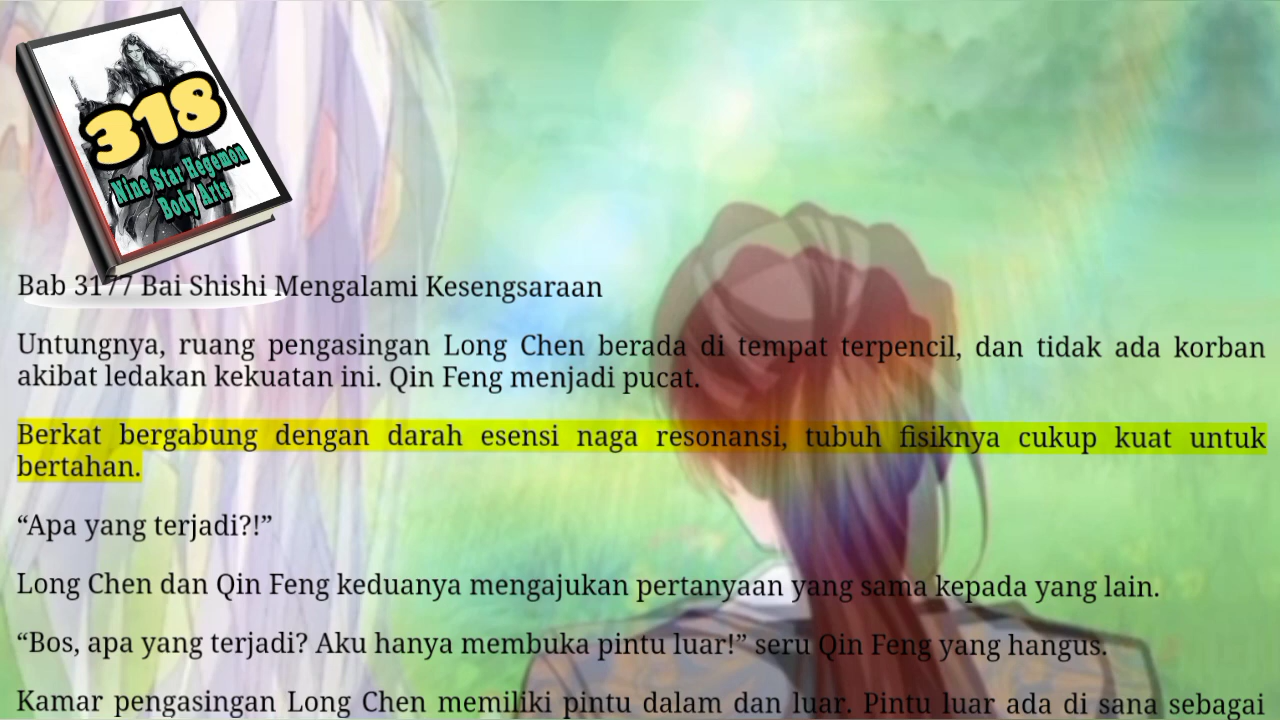 318
Nine Star Hegemon
Body Arts
Bab 3177 Bai Shishi Mengalami Kesengsaraan
Untungnya, ruang pengasingan Long Chen berada di tempat terpencil, dan tidak ada korban
akibat ledakan kekuatan ini. Qin Feng menjadi pucat.
Berkat bergabung dengan darah esensi naga resonansi, tubuh fisiknya cukup kuat untuk
bertahan.
“Apa yang terjadi?!”
Long Chen dan Qin Feng keduanya mengajukan pertanyaan yang sama kepada yang lain.
“Bos, apa yang terjadi? Aku hanya membuka pintu luar!” seru Qin Feng yang hangus.
Kamar pengasingan Long Chen memiliki pintu dalam dan luar. Pintu luar ada di sana sebagai